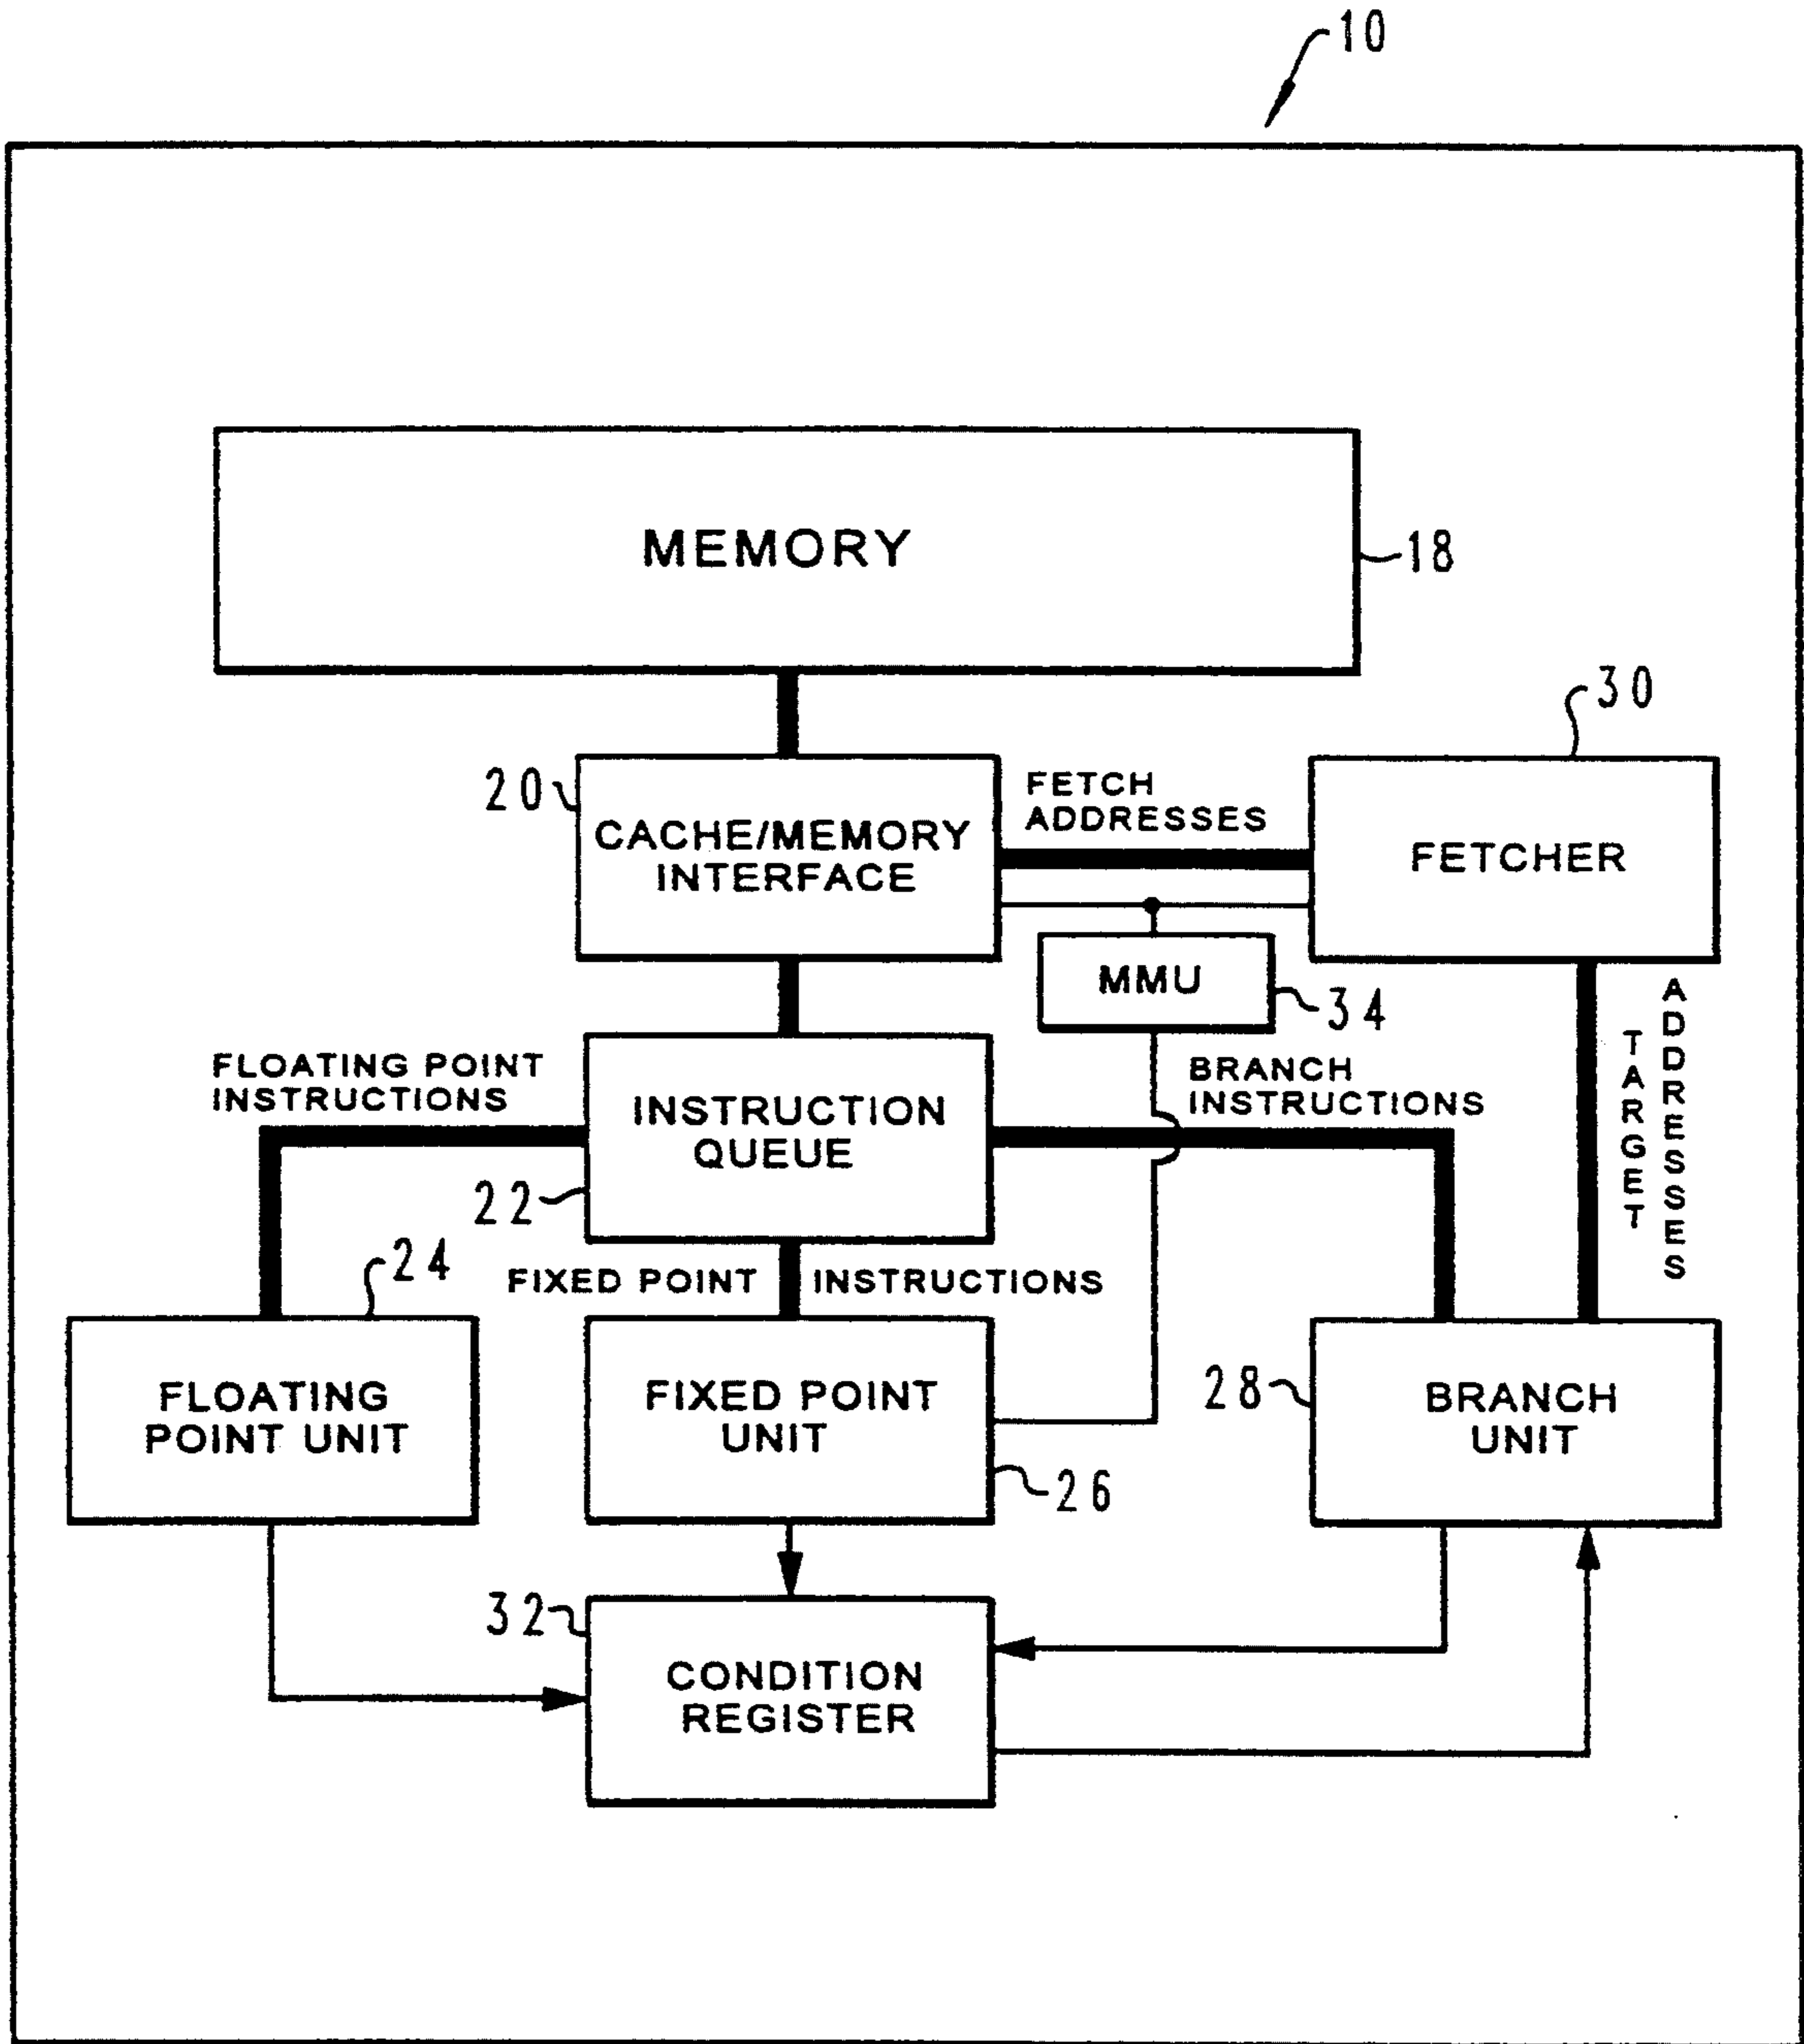 10
MEMORY
18
30
20
CACHE/MEMORY
INTERFACE
FETCH
ADDRESSES
FETCHER
MMU
34
FLOATING POINT
INSTRUCTIONS
INSTRUCTION
QUEUE
22
BRANCH
INSTRUCTIONS
TARGET
ADDRESSES
24
FIXED POINT INSTRUCTIONS
FLOATING
POINT UNIT
FIXED POINT
UNIT
26
28
BRANCH
UNIT
32
CONDITION
REGISTER